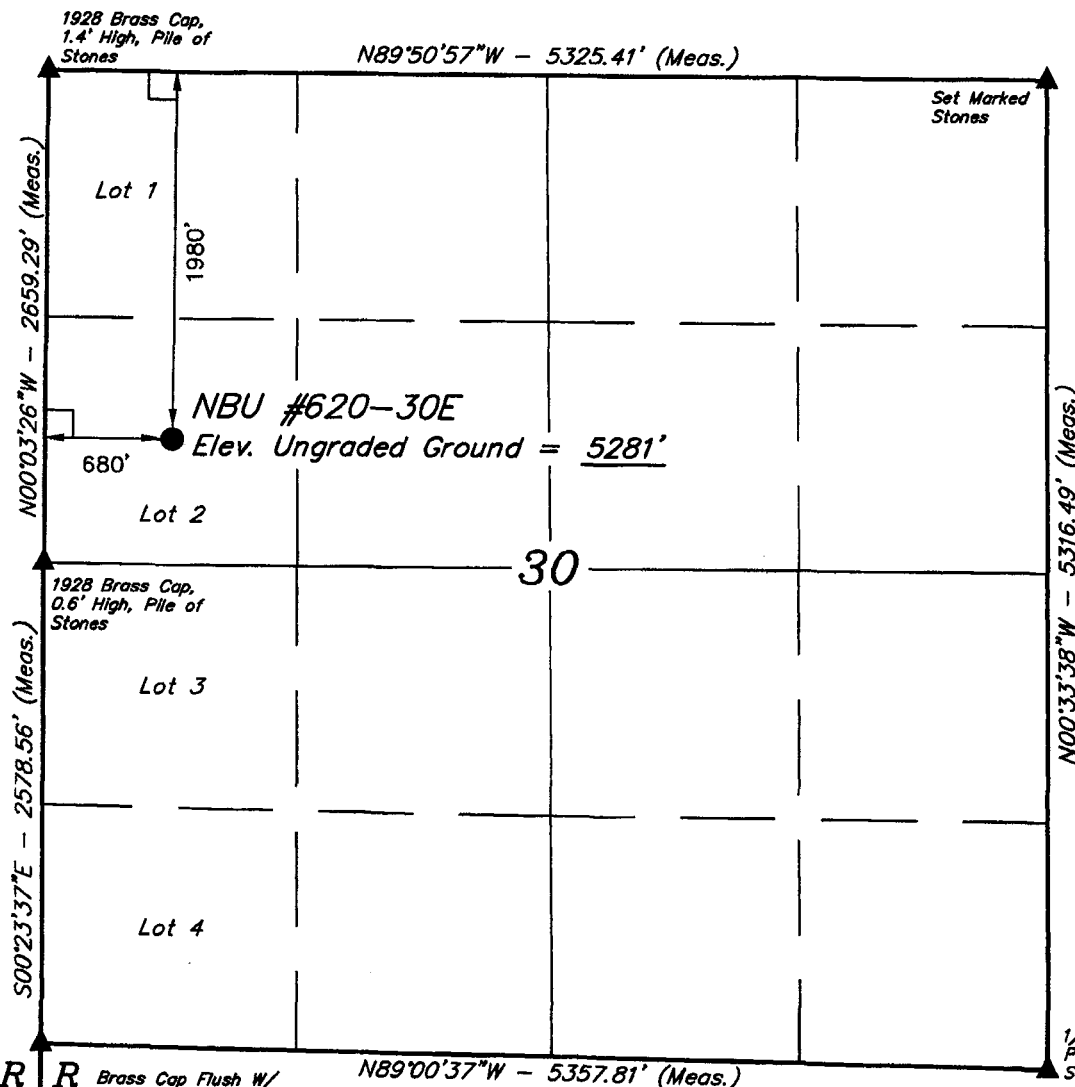 1928 Brass Cap,
1.4' High, Pile of
Stones
N89°50'57"W - 5325.41' (Meas.)
Set Marked
Stones
Lot 1
N00°03'26"W - 2659.29' (Meas.)
1980'
NBU #620-30E
Elev. Ungraded Ground = 5281'
680'
Lot 2
30
1928 Brass Cap,
0.6' High, Pile of
Stones
N00°33'38"W - 5316.49' (Meas.)
Lot 3
S00°23'37"E - 2578.56' (Meas.)
Lot 4
R R
Brass Cap Flush W/
N89°00'37"W - 5357.81' (Meas.)